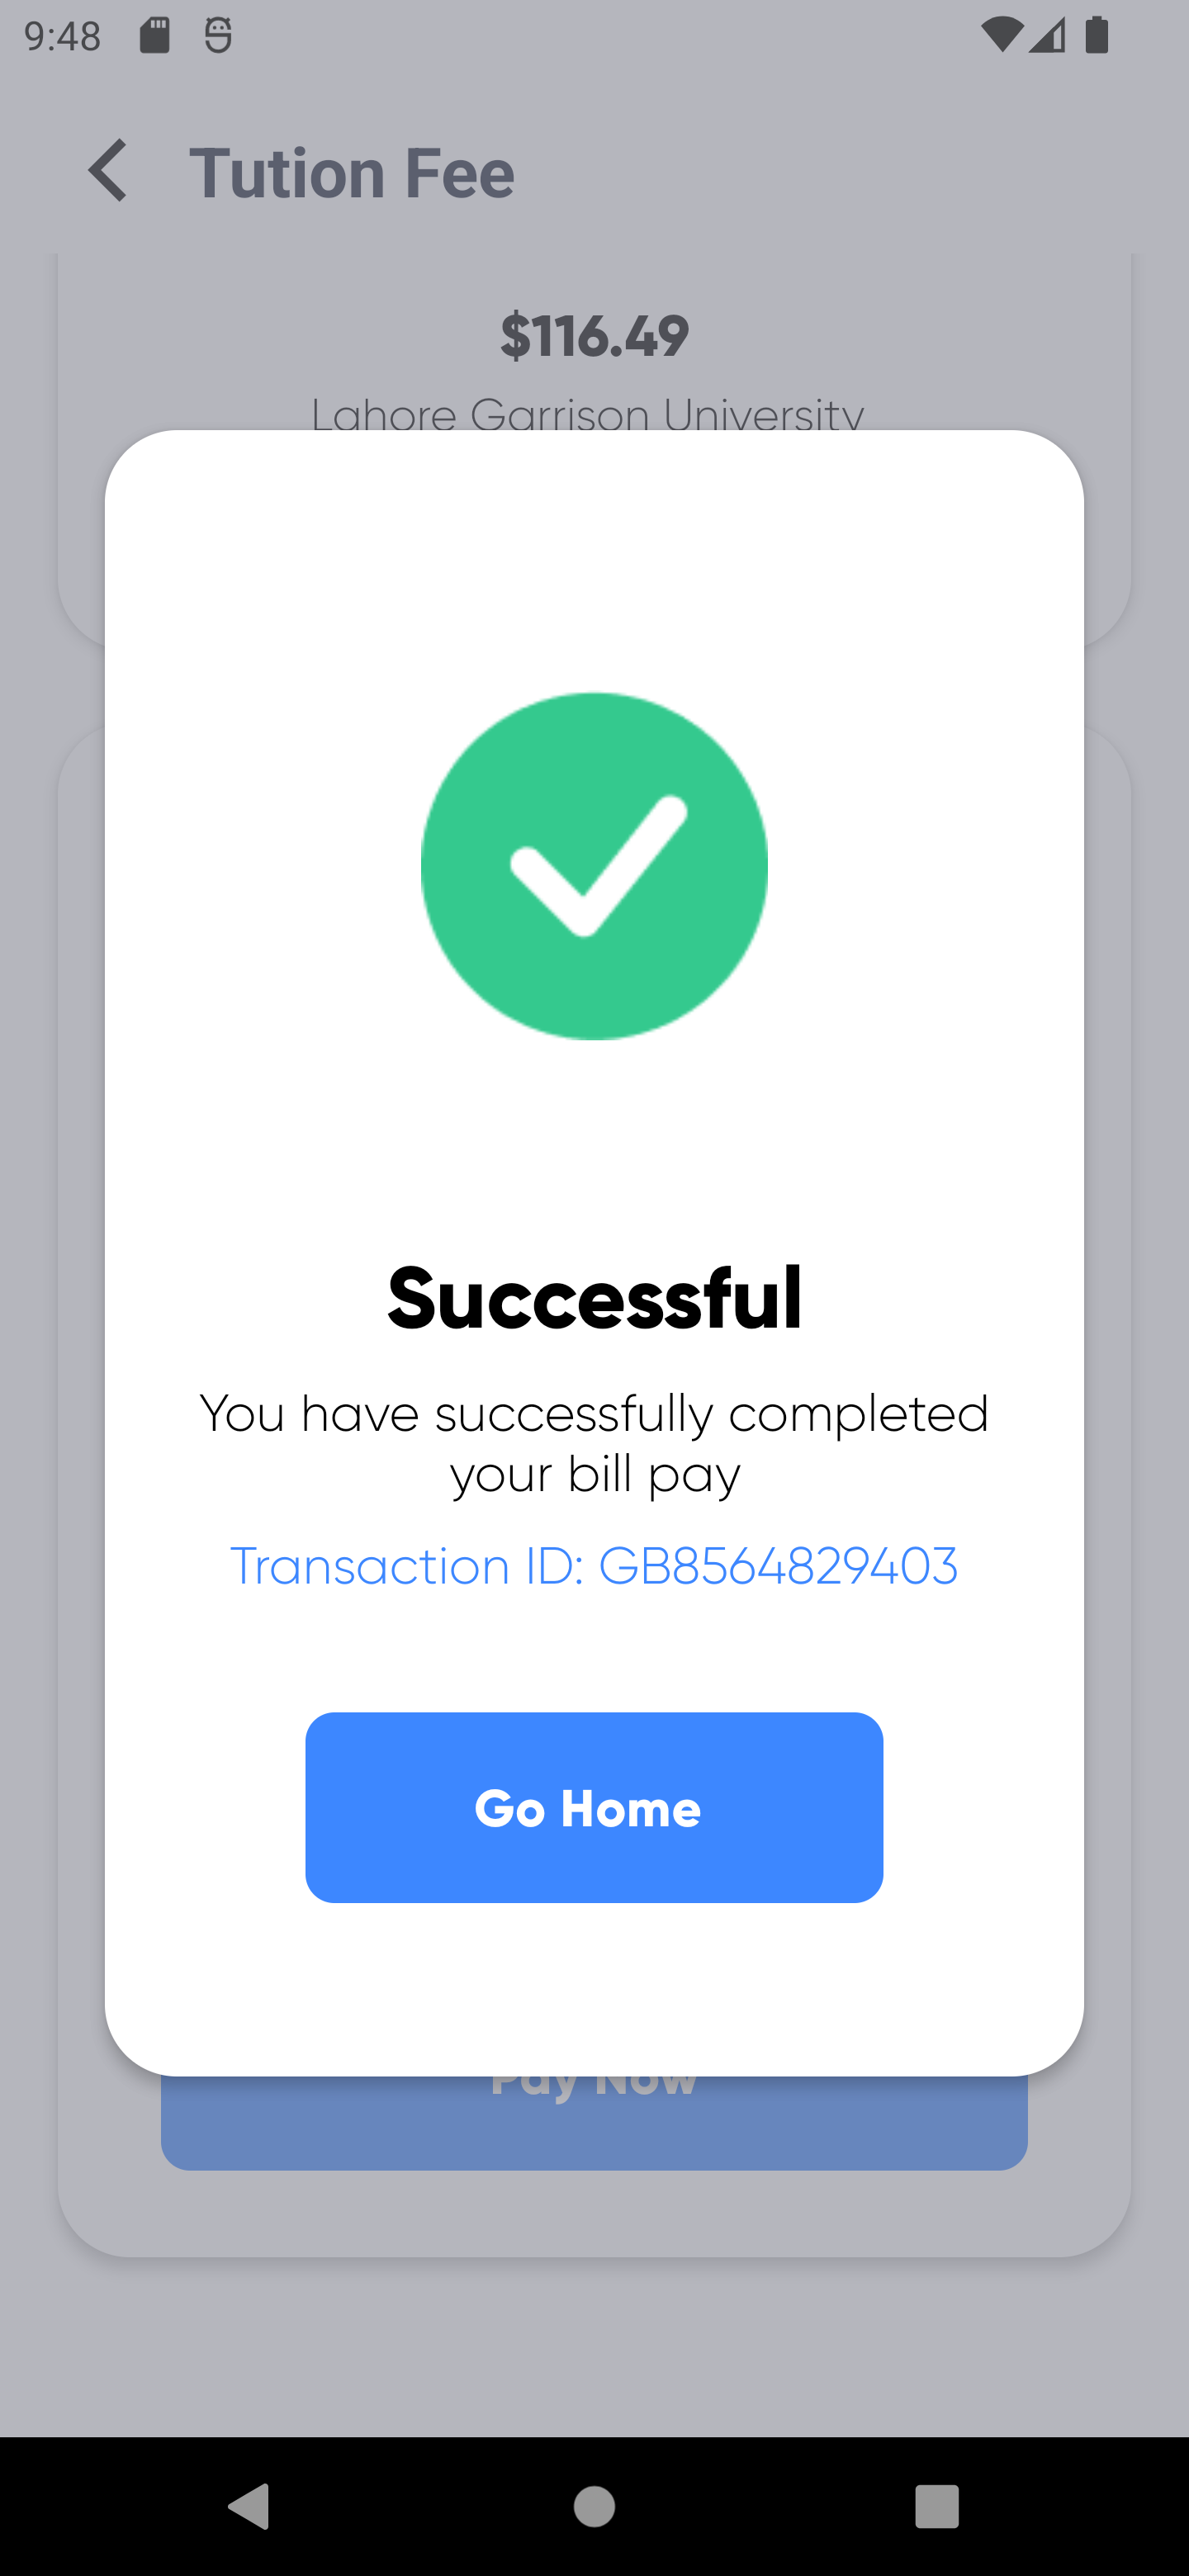 9:48
Tution Fee
$116.49
Lahore Garrison University
Successful
You have successfully completed
your bill pay
Transaction ID: GB8564829403
Go Home
Pay Now